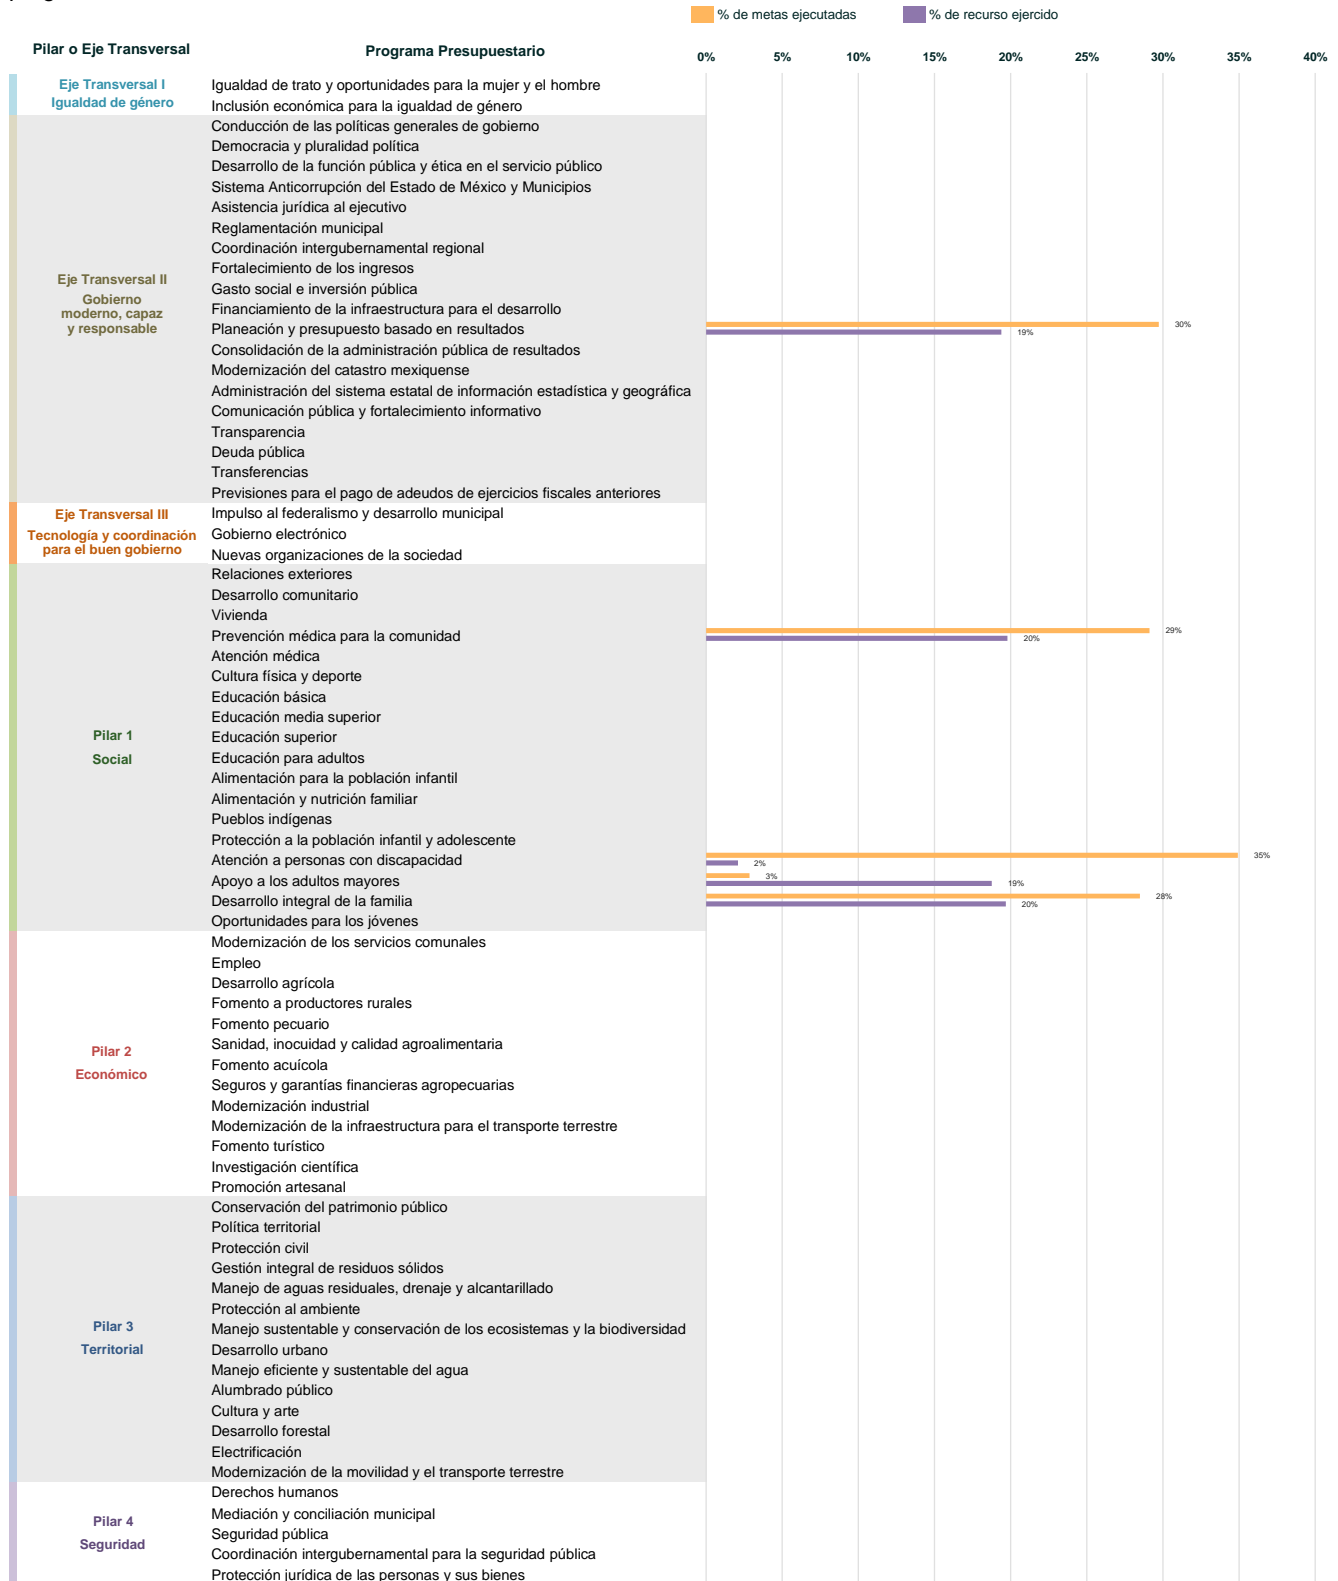 % de metas ejecutadas
% de recurso ejercido
Pilar o Eje Transversal
Programa Presupuestario
0%
5%
10%
15%
20%
25%
30%
35%
40%
Eje Transversal I
Igualdad de género
Igualdad de trato y oportunidades para la mujer y el hombre
Inclusión económica para la igualdad de género
Eje Transversal II
Gobierno
moderno, capaz
y responsable
Conducción de las políticas generales de gobierno
Democracia y pluralidad política
Desarrollo de la función pública y ética en el servicio público
Sistema Anticorrupción del Estado de México y Municipios
Asistencia jurídica al ejecutivo
Reglamentación municipal
Coordinación intergubernamental regional
Fortalecimiento de los ingresos
Gasto social e inversión pública
Financiamiento de la infraestructura para el desarrollo
Planeación y presupuesto basado en resultados
30%
19%
Consolidación de la administración pública de resultados
Modernización del catastro mexiquense
Administración del sistema estatal de información estadística y geográfica
Comunicación pública y fortalecimiento informativo
Transparencia
Deuda pública
Transferencias
Previsiones para el pago de adeudos de ejercicios fiscales anteriores
Eje Transversal III
Tecnología y coordinación
para el buen gobierno
Impulso al federalismo y desarrollo municipal
Gobierno electrónico
Nuevas organizaciones de la sociedad
Pilar 1
Social
Relaciones exteriores
Desarrollo comunitario
Vivienda
Prevención médica para la comunidad
29%
20%
Atención médica
Cultura física y deporte
Educación básica
Educación media superior
Educación superior
Educación para adultos
Alimentación para la población infantil
Alimentación y nutrición familiar
Pueblos indígenas
Protección a la población infantil y adolescente
Atención a personas con discapacidad
35%
2%
Apoyo a los adultos mayores
3%
19%
Desarrollo integral de la familia
28%
20%
Oportunidades para los jóvenes
Pilar 2
Económico
Modernización de los servicios comunales
Empleo
Desarrollo agrícola
Fomento a productores rurales
Fomento pecuario
Sanidad, inocuidad y calidad agroalimentaria
Fomento acuícola
Seguros y garantías financieras agropecuarias
Modernización industrial
Modernización de la infraestructura para el transporte terrestre
Fomento turístico
Investigación científica
Promoción artesanal
Pilar 3
Territorial
Conservación del patrimonio público
Política territorial
Protección civil
Gestión integral de residuos sólidos
Manejo de aguas residuales, drenaje y alcantarillado
Protección al ambiente
Manejo sustentable y conservación de los ecosistemas y la biodiversidad
Desarrollo urbano
Manejo eficiente y sustentable del agua
Alumbrado público
Cultura y arte
Desarrollo forestal
Electrificación
Modernización de la movilidad y el transporte terrestre
Pilar 4
Seguridad
Derechos humanos
Mediación y conciliación municipal
Seguridad pública
Coordinación intergubernamental para la seguridad pública
Protección jurídica de las personas y sus bienes